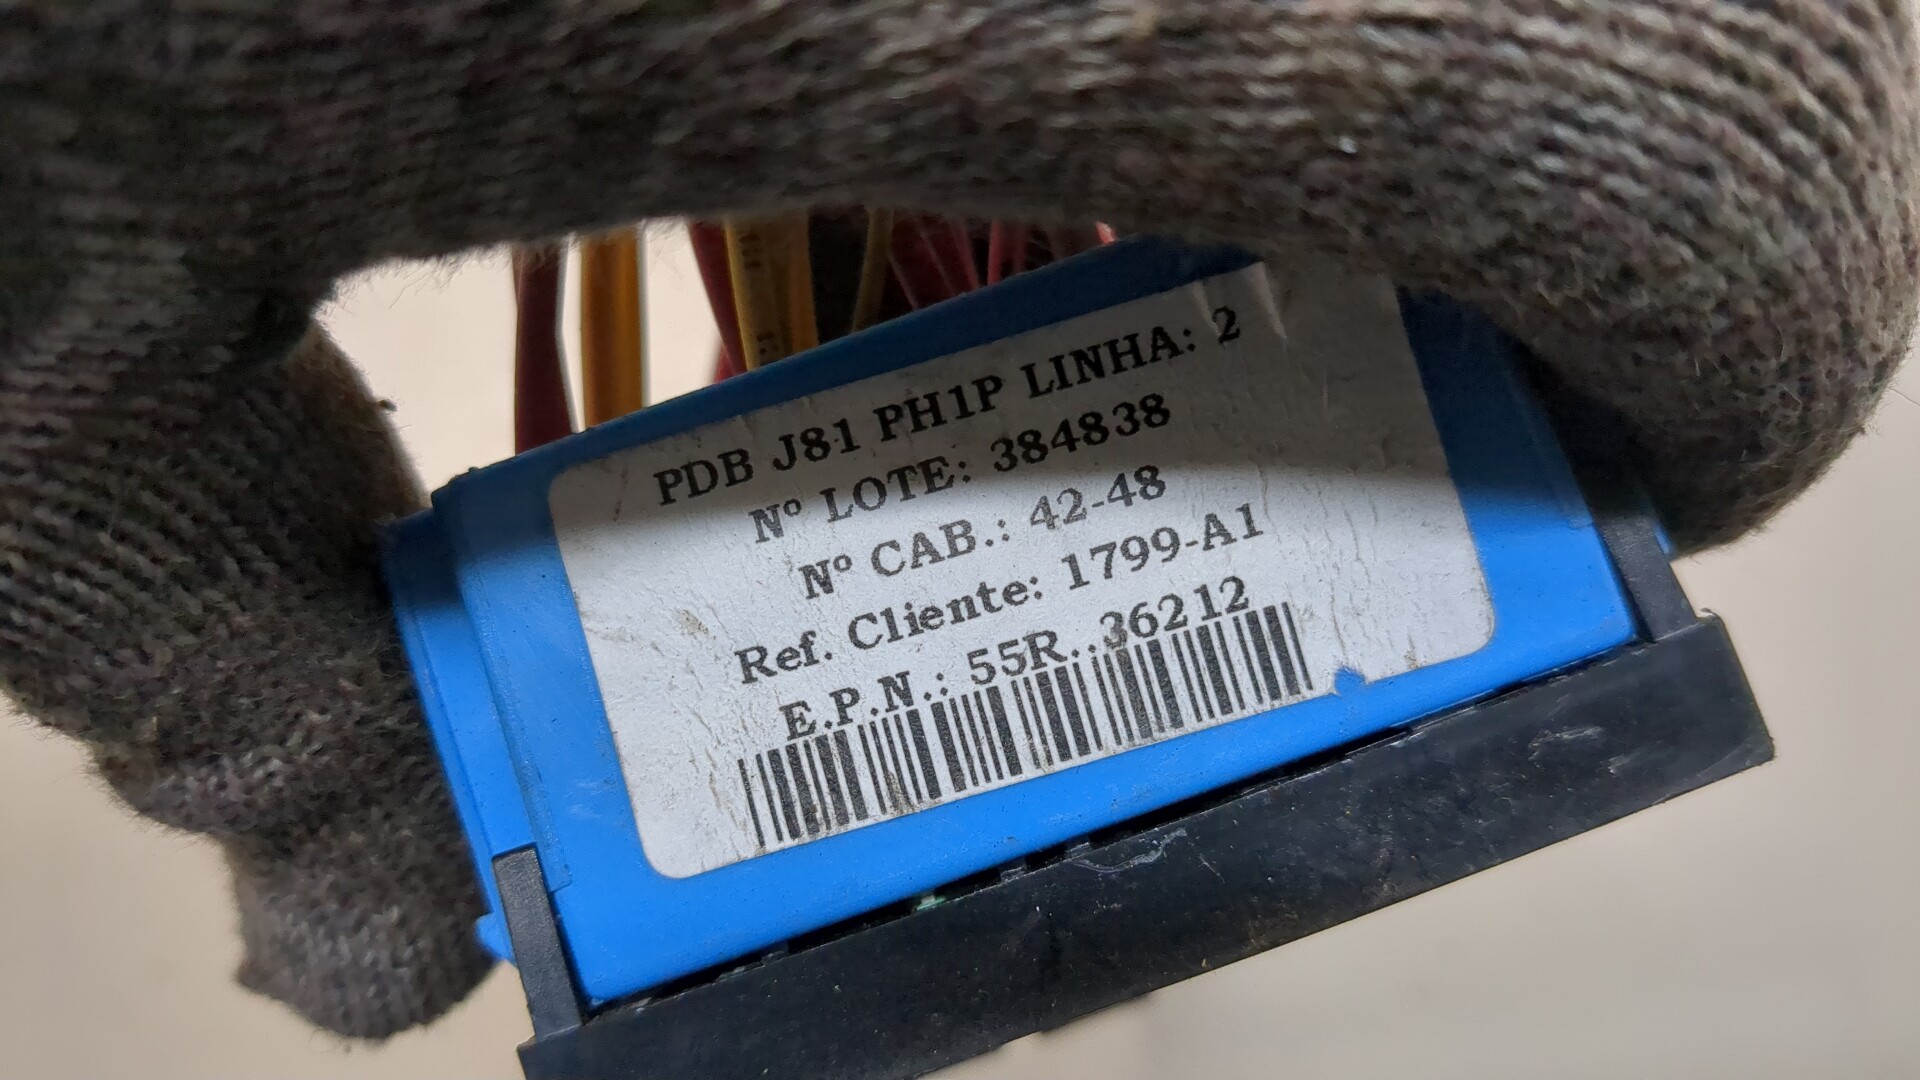 PDB J81 PH1P LINHA: 2
Nº LOTE: 384838
Nº CAB.: 42-48
Ref. Cliente: 1799-A1
E.P.N.: 55R..36212